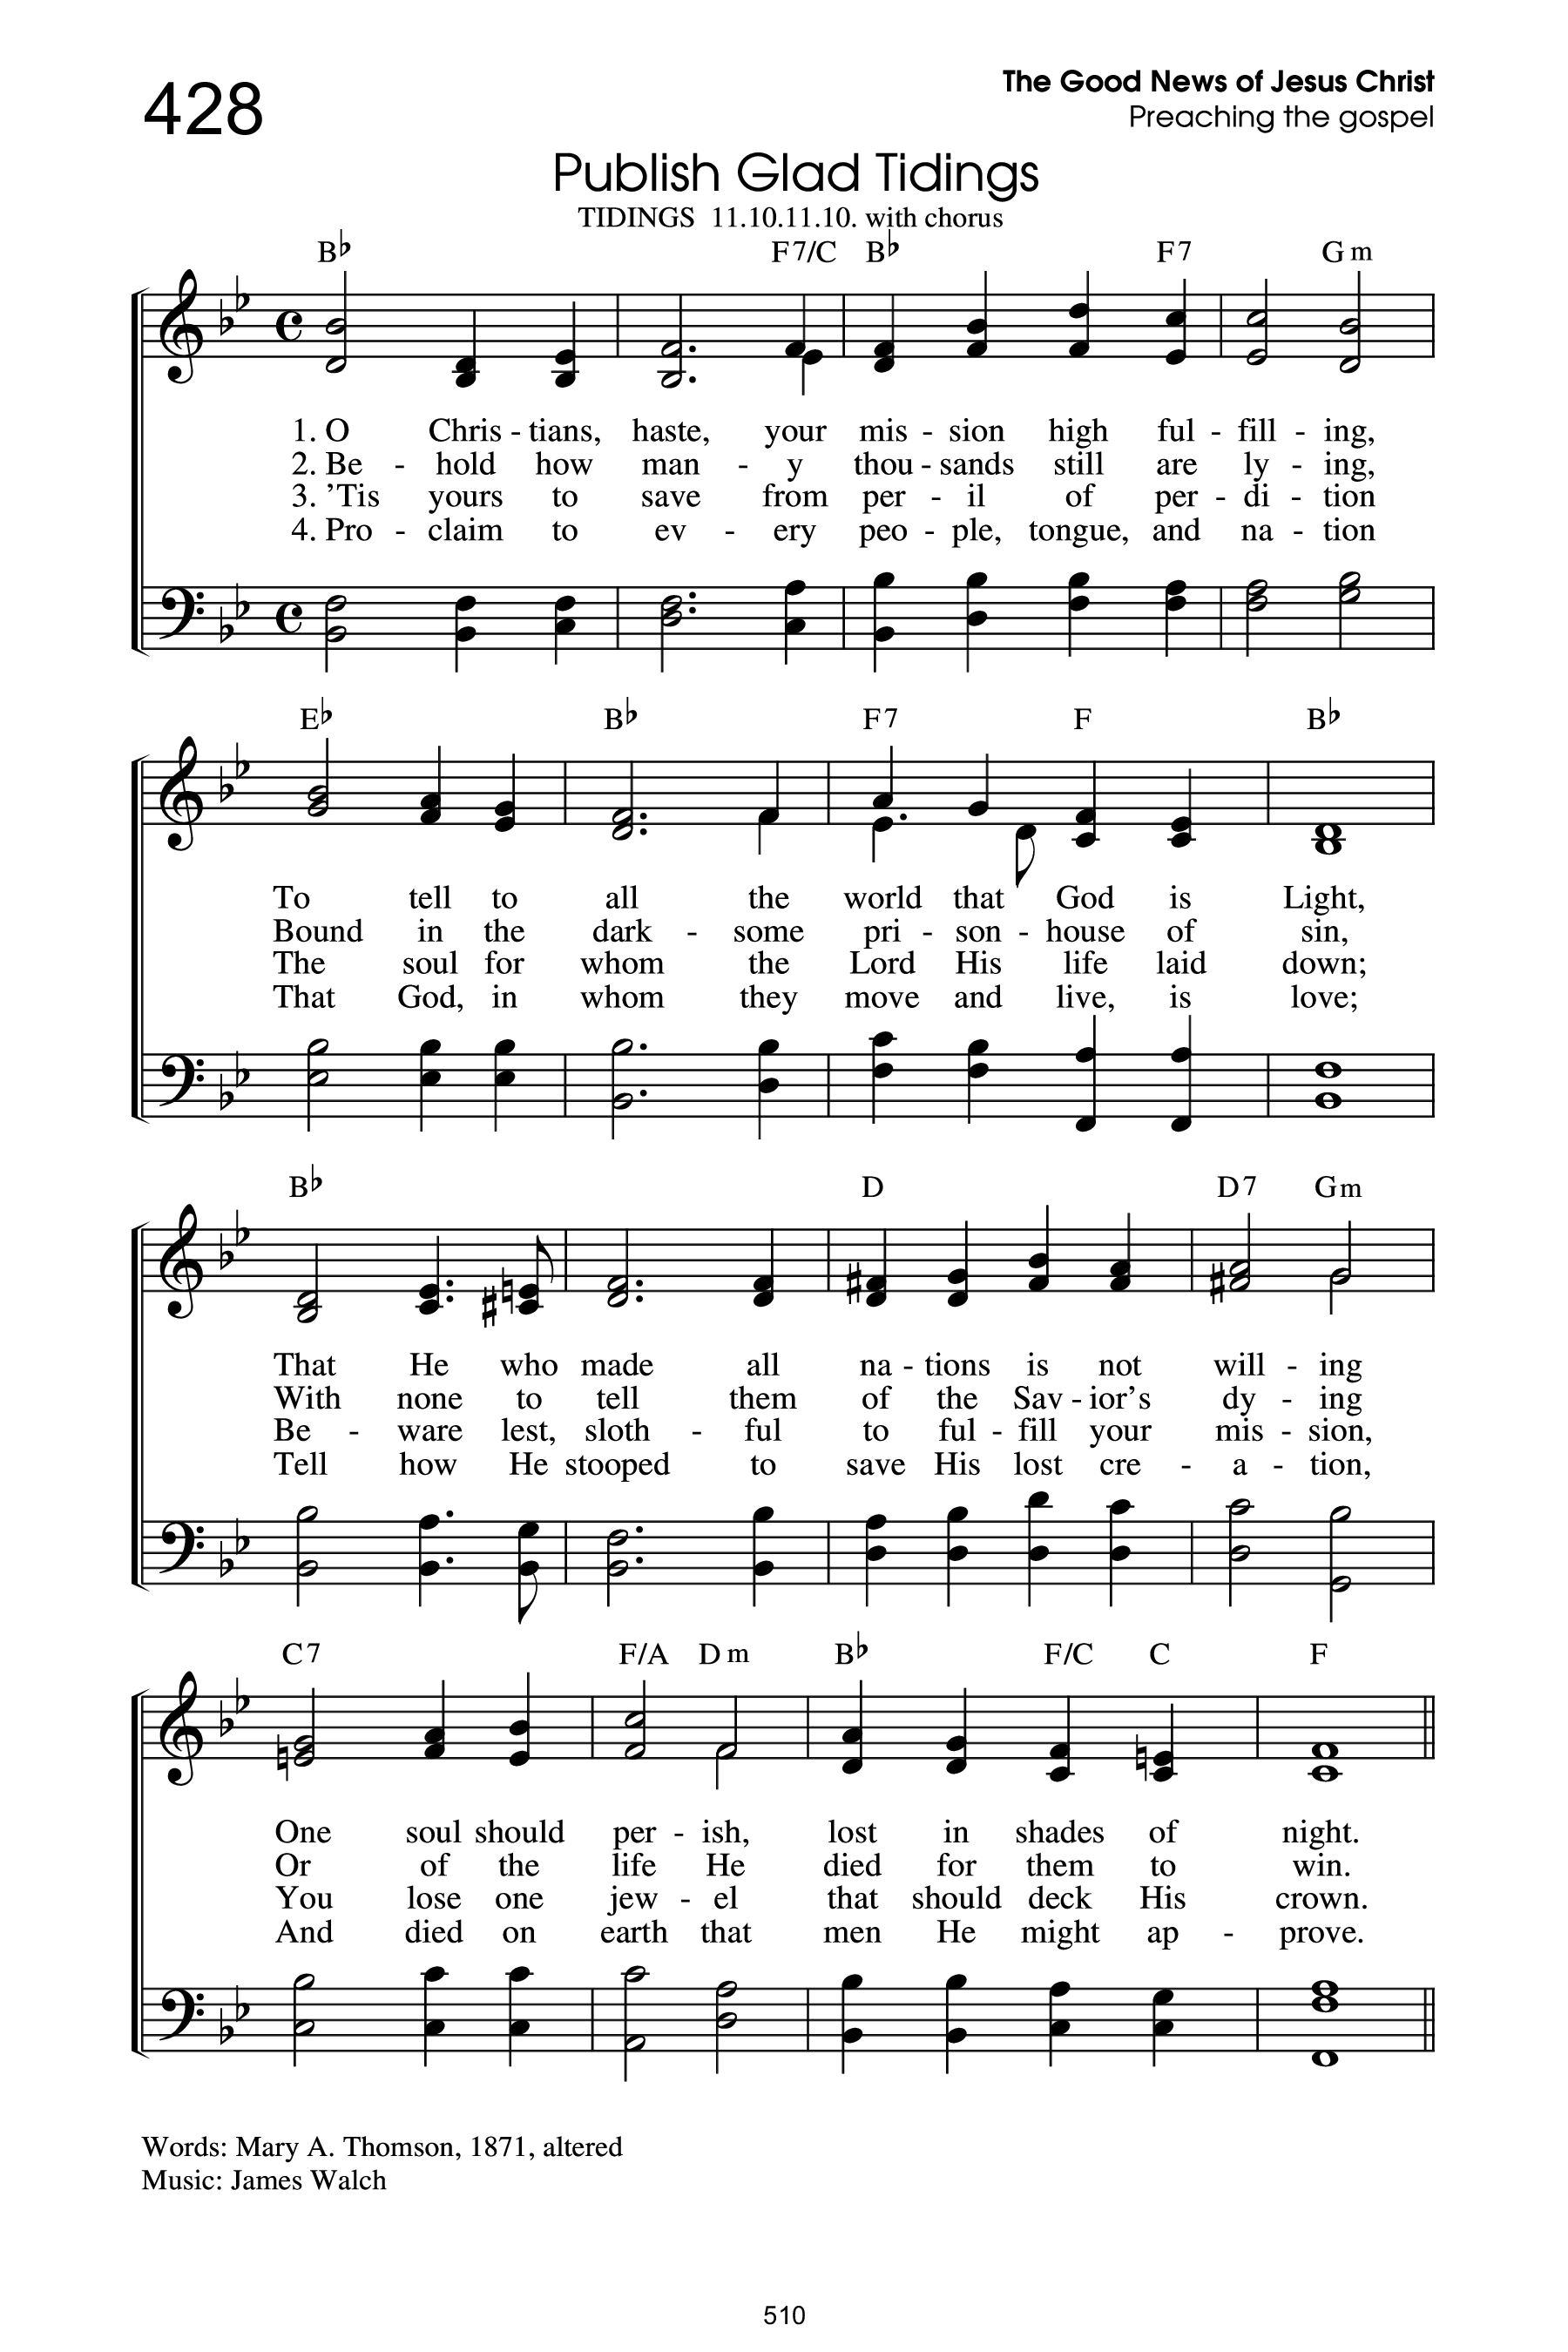 428
The Good News of Jesus Christ
Preaching the gospel
Publish Glad Tidings
TIDINGS 11.10.11.10. with chorus
B♭ F7/C B♭ F7 Gm
1. O Chris - tians, haste, your mis - sion high ful - fill - ing,
2. Be - hold how man - y thou - sands still are ly - ing,
3. ’Tis yours to save from per - il of per - di - tion
4. Pro - claim to ev - ery peo - ple, tongue, and na - tion
E♭ B♭ F7 F B♭
To tell to all the world that God is Light,
Bound in the dark - some pri - son - house of sin,
The soul for whom the Lord His life laid down;
That God, in whom they move and live, is love;
B♭ D D7 Gm
That He who made all na - tions is not will - ing
With none to tell them of the Sav - ior’s dy - ing
Be - ware lest, sloth - ful to ful - fill your mis - sion,
Tell how He stooped to save His lost cre - a - tion,
C7 F/A Dm B♭ F/C C F
One soul should per - ish, lost in shades of night.
Or of the life He died for them to win.
You lose one jew - el that should deck His crown.
And died on earth that men He might ap - prove.
Words: Mary A. Thomson, 1871, altered
Music: James Walch
510